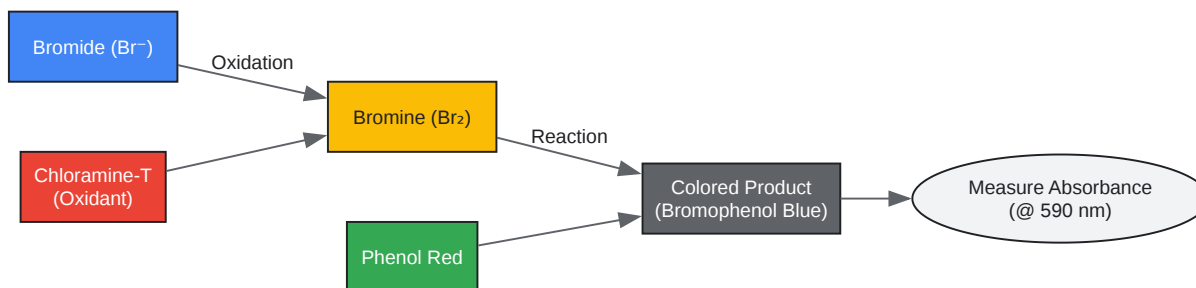 Bromide (Br⁻)
Oxidation
Bromine (Br₂)
Chloramine-T
(Oxidant)
Reaction
Colored Product
(Bromophenol Blue)
Measure Absorbance
(@ 590 nm)
Phenol Red